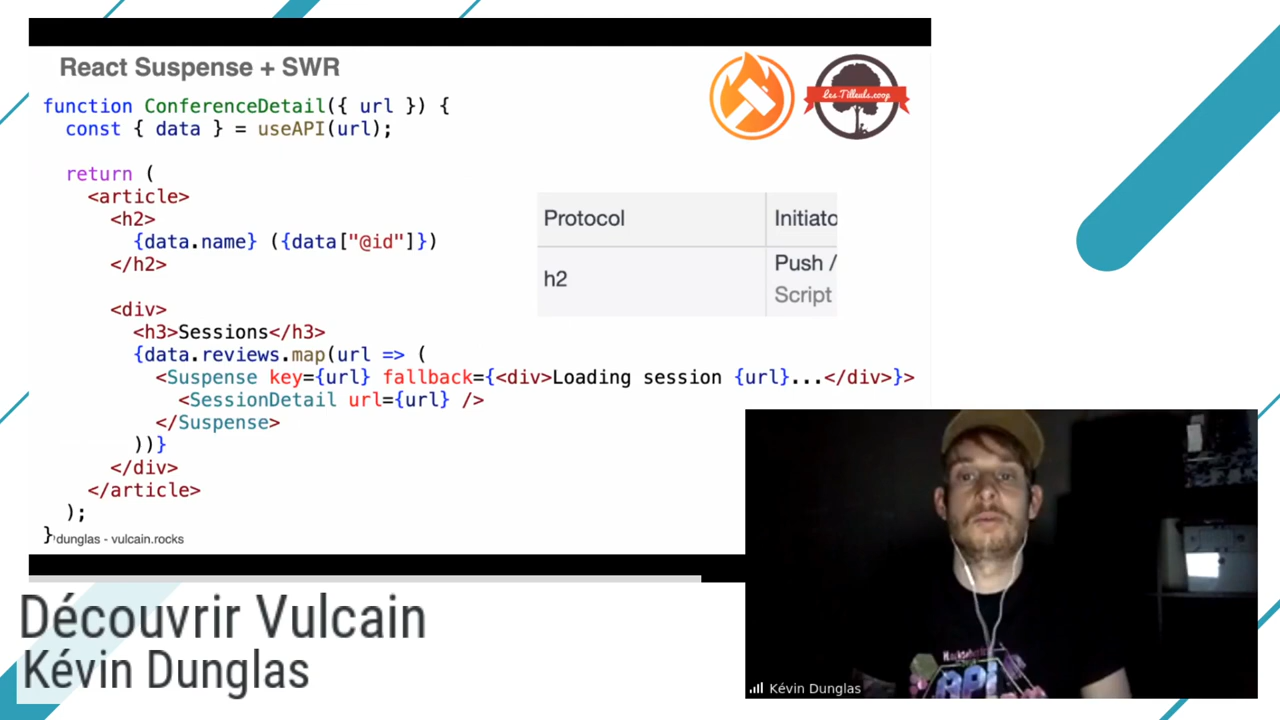 React Suspense + SWR
function ConferenceDetail({ url }) {
const { data } = useAPI(url);
return (
<article>
<h2>
{data.name} ({data["@id"]})
</h2>
<div>
<h3>Sessions</h3>
{data.reviews.map(url => (
<Suspense key={url} fallback={<div>Loading session {url}...</div>}>
<SessionDetail url={url} />
</Suspense>
))}
</div>
</article>
);
}
dunglas - vulcain.rocks
Les-Tilleuls.coop
Protocol Initiato
h2 Push /
Script
Découvrir Vulcain
Kévin Dunglas
Kévin Dunglas
API